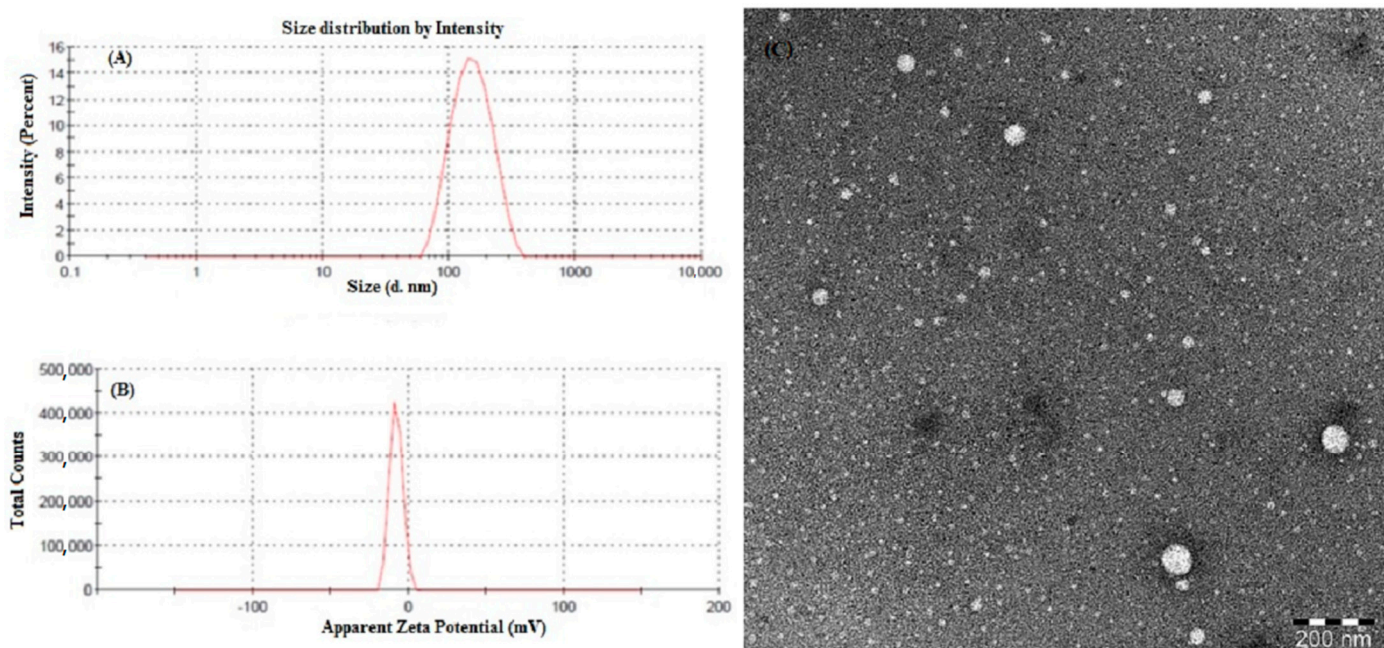 Size distribution by Intensity
(A)
Intensity (Percent)
16
14
12
10
8
6
4
2
0
0.1 1 10 100 1000 10,000
Size (d. nm)
(B)
Total Counts
500,000
400,000
300,000
200,000
100,000
0
-100 0 100 200
Apparent Zeta Potential (mV)
(C)
200 nm